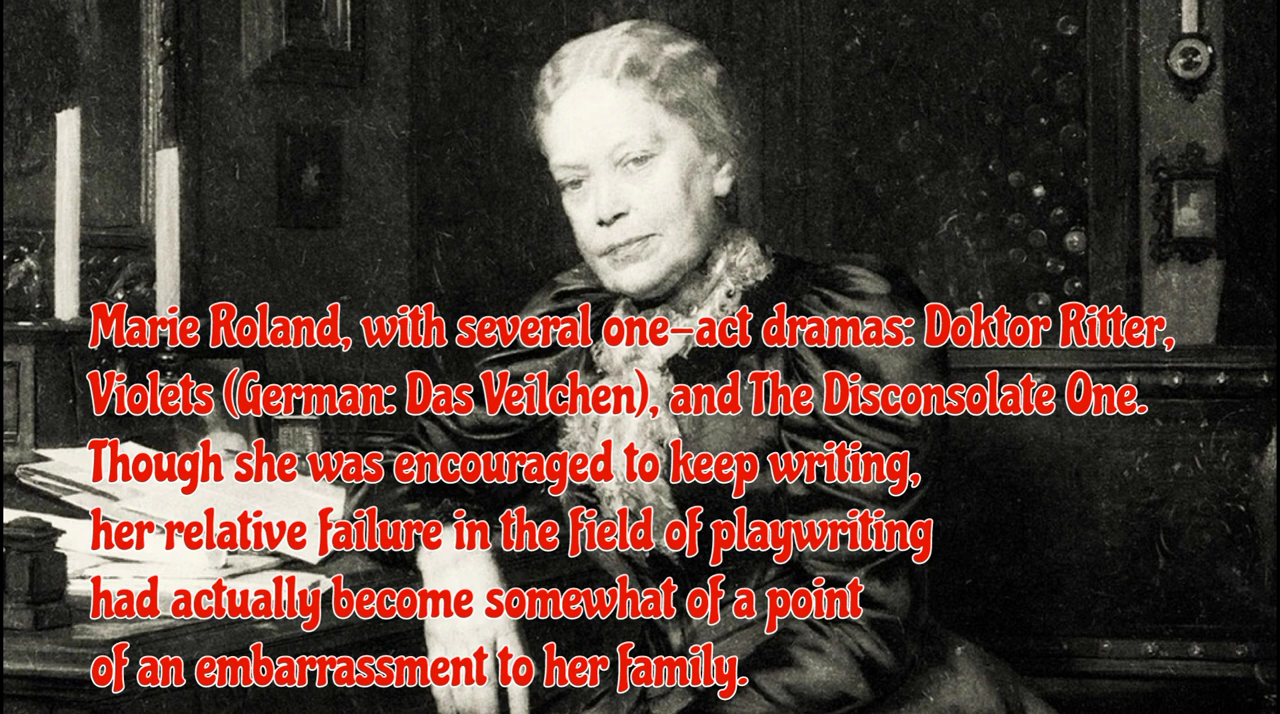 Marie Roland, with several one-act dramas: Doktor Ritter,
Violets (German: Das Veilchen), and The Disconsolate One.
Though she was encouraged to keep writing,
her relative failure in the field of playwriting
had actually become somewhat of a point
of an embarrassment to her family.